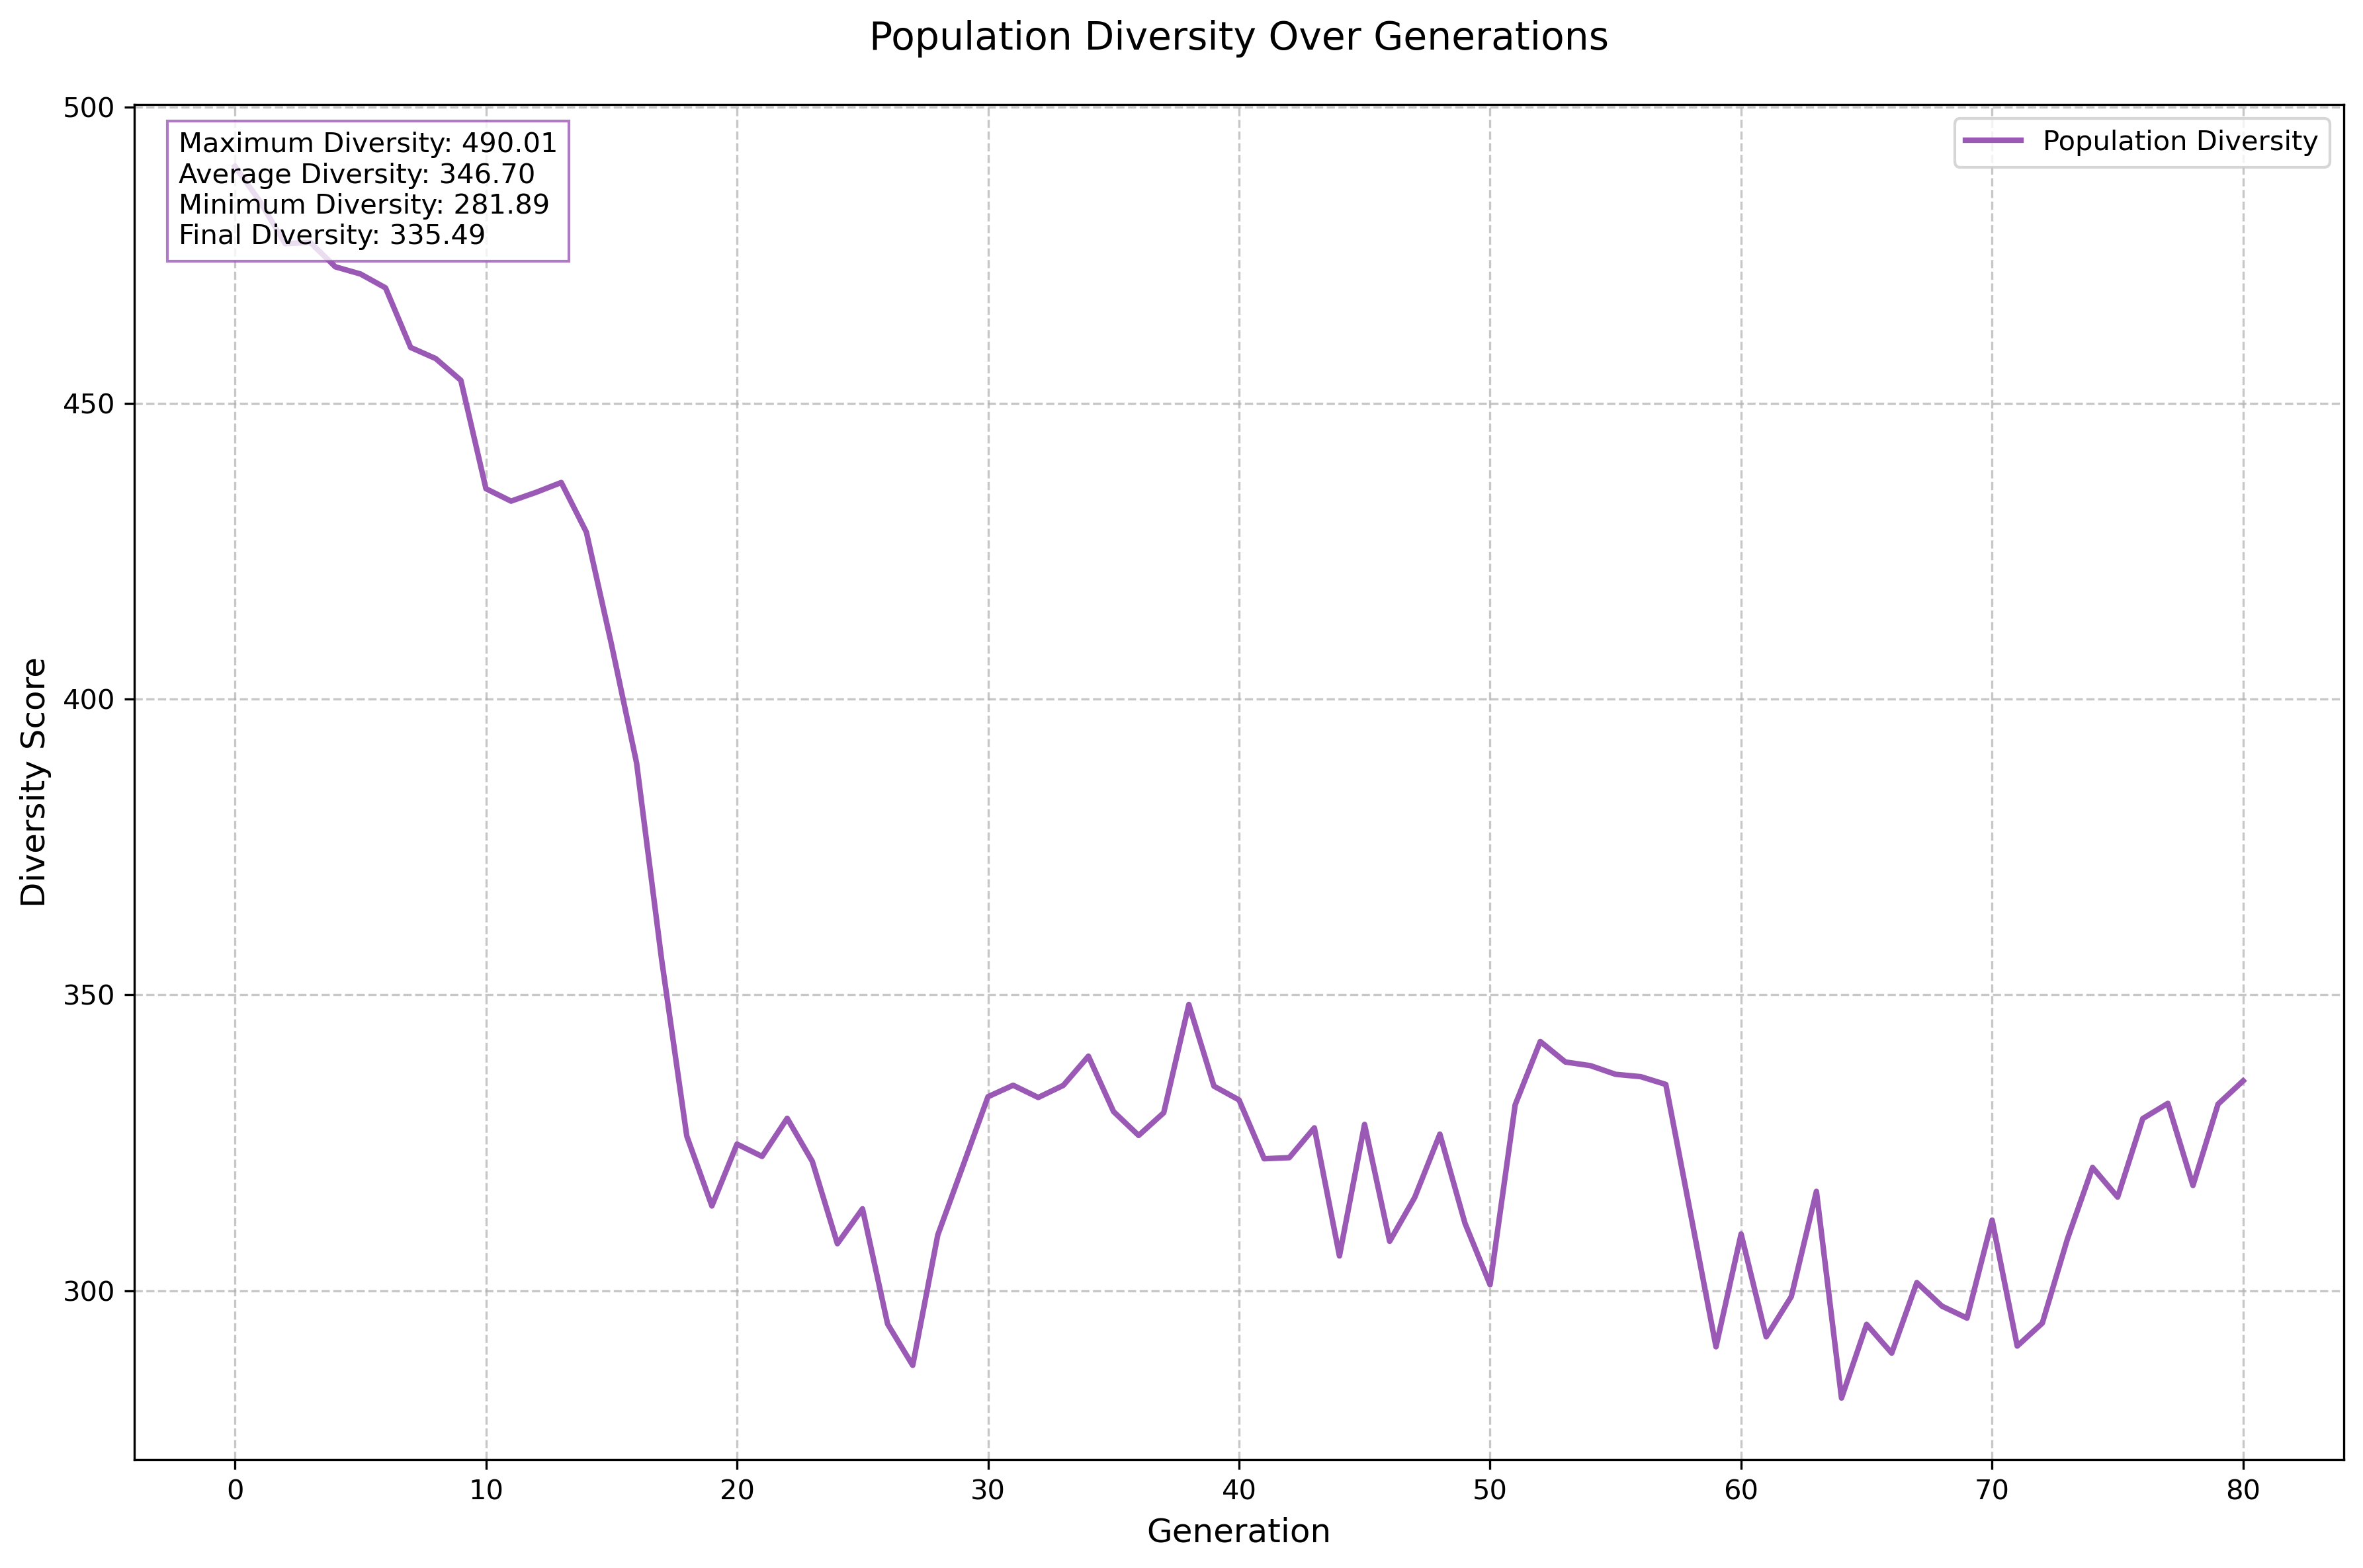 Population Diversity Over Generations
Maximum Diversity: 490.01
Average Diversity: 346.70
Minimum Diversity: 281.89
Final Diversity: 335.49
Population Diversity
Diversity Score
500
450
400
350
300
0 10 20 30 40 50 60 70 80
Generation